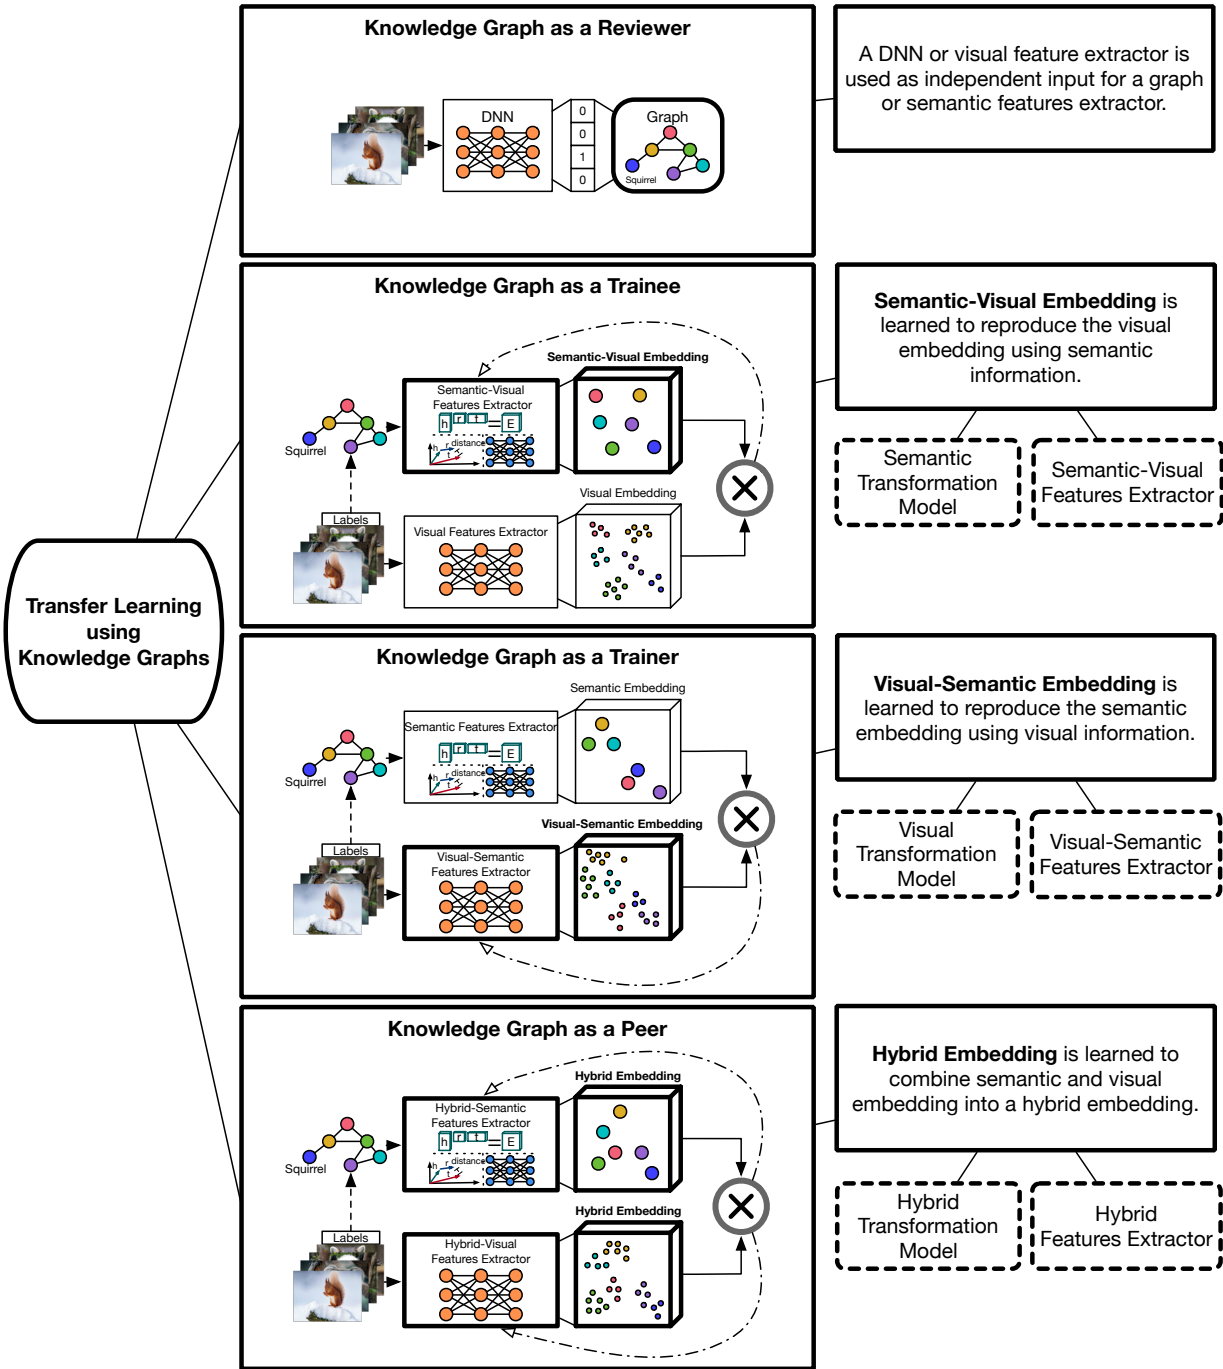 Transfer Learning
using
Knowledge Graphs
Knowledge Graph as a Reviewer
DNN
0
0
1
0
Graph
Squirrel
A DNN or visual feature extractor is
used as independent input for a graph
or semantic features extractor.
Knowledge Graph as a Trainee
Semantic-Visual Embedding
Semantic-Visual
Features Extractor
h r t = E
h r distance
t
Squirrel
Labels
Visual Embedding
Visual Features Extractor
Semantic-Visual Embedding is
learned to reproduce the visual
embedding using semantic
information.
Semantic
Transformation
Model
Semantic-Visual
Features Extractor
Knowledge Graph as a Trainer
Semantic Embedding
Semantic Features Extractor
h r t = E
h r distance
t
Squirrel
Labels
Visual-Semantic Embedding
Visual-Semantic
Features Extractor
Visual-Semantic Embedding is
learned to reproduce the semantic
embedding using visual information.
Visual
Transformation
Model
Visual-Semantic
Features Extractor
Knowledge Graph as a Peer
Hybrid Embedding
Hybrid-Semantic
Features Extractor
h r t = E
h r distance
t
Squirrel
Labels
Hybrid Embedding
Hybrid-Visual
Features Extractor
Hybrid Embedding is learned to
combine semantic and visual
embedding into a hybrid embedding.
Hybrid
Transformation
Model
Hybrid
Features Extractor